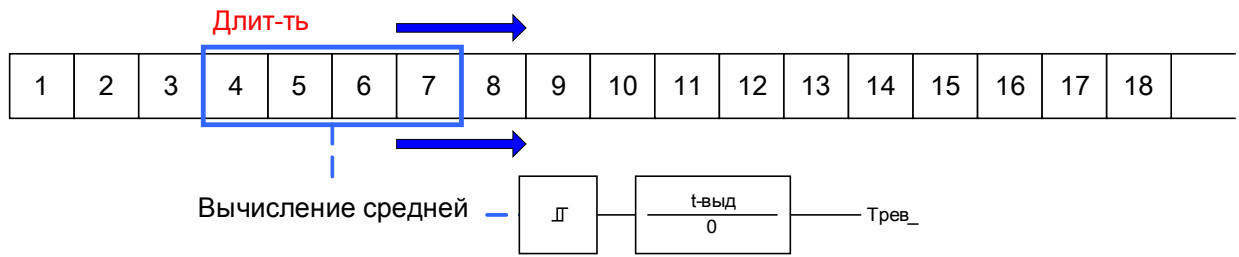 Длит-ть
1 2 3 4 5 6 7 8 9 10 11 12 13 14 15 16 17 18
Вычисление средней
t-выд
0
Трев_